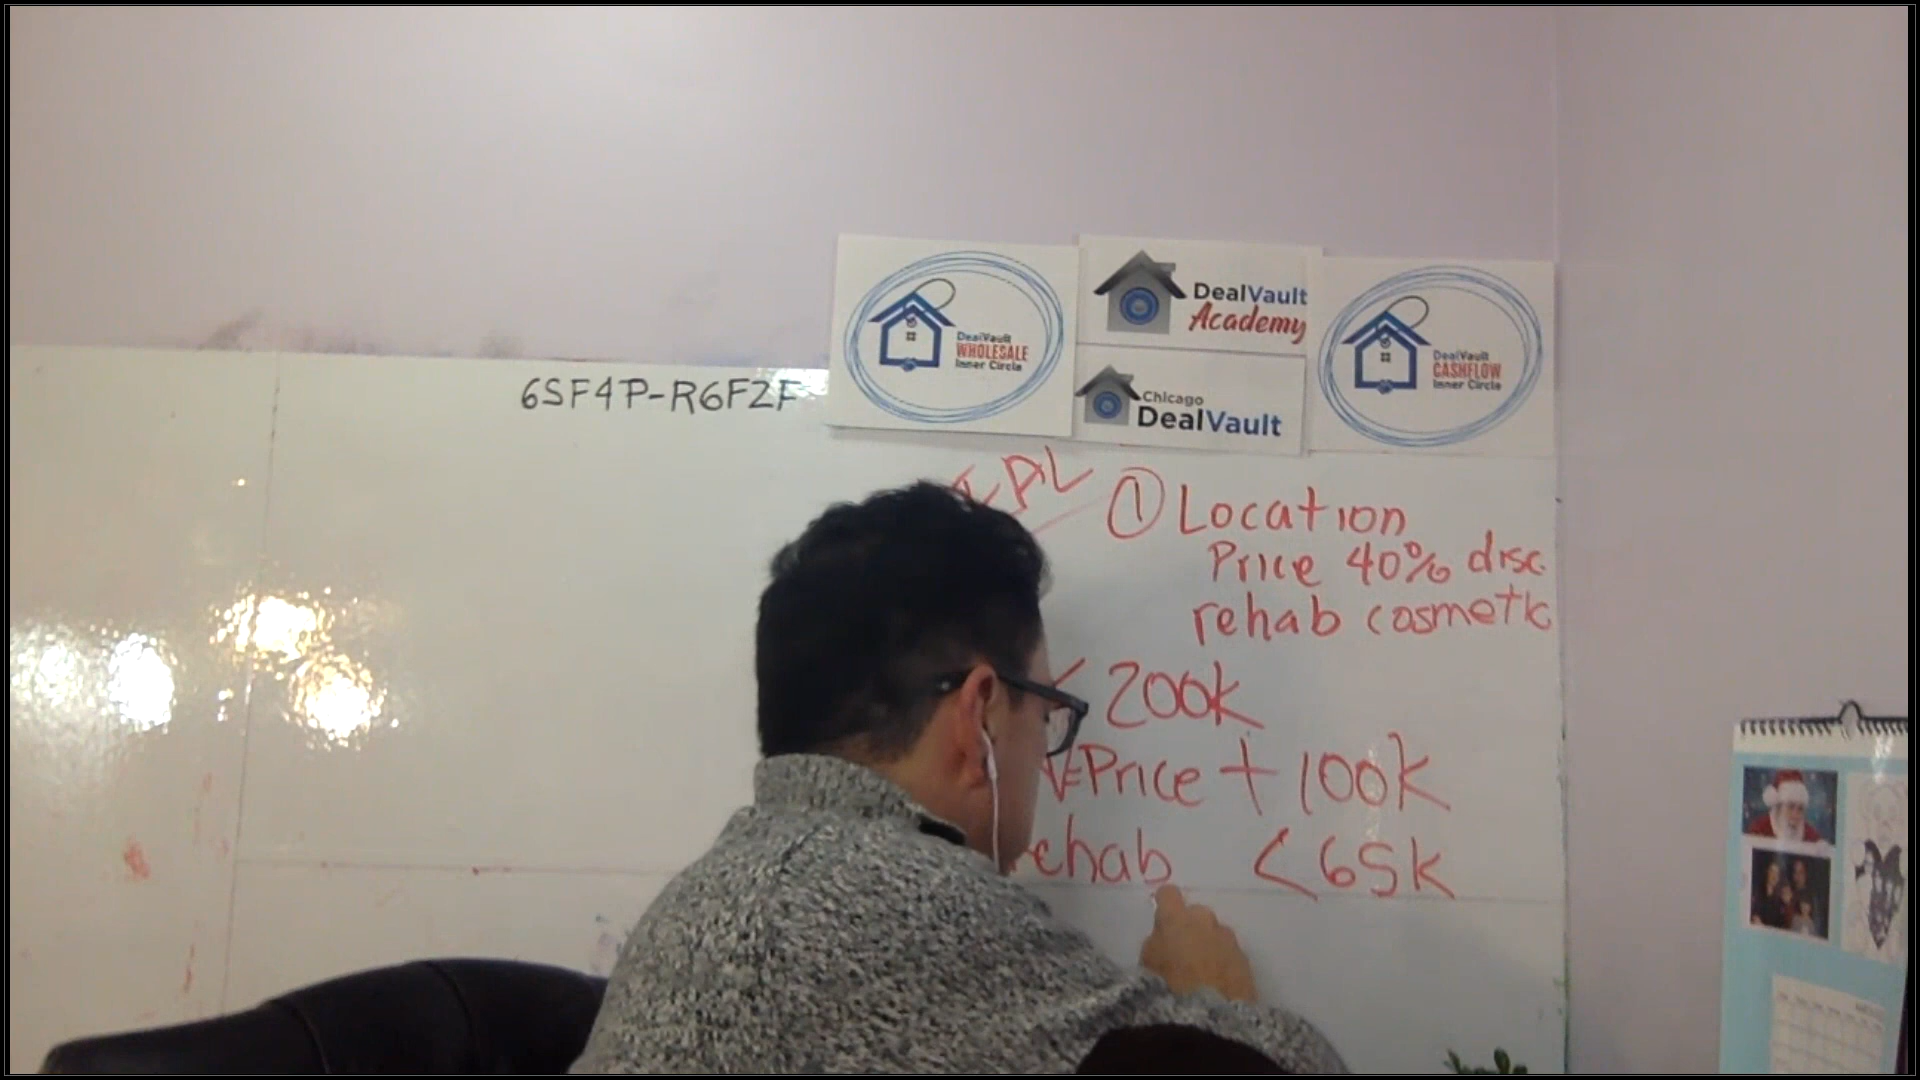 DealVault
WHOLESALE
Inner Circle
DealVault
Academy
Chicago
DealVault
DealVault
CASHFLOW
Inner Circle
6SF4P-R6FZF
① Location
Price 40% disc.
rehab cosmetic
200k
=Price + 100k
rehab < 65k